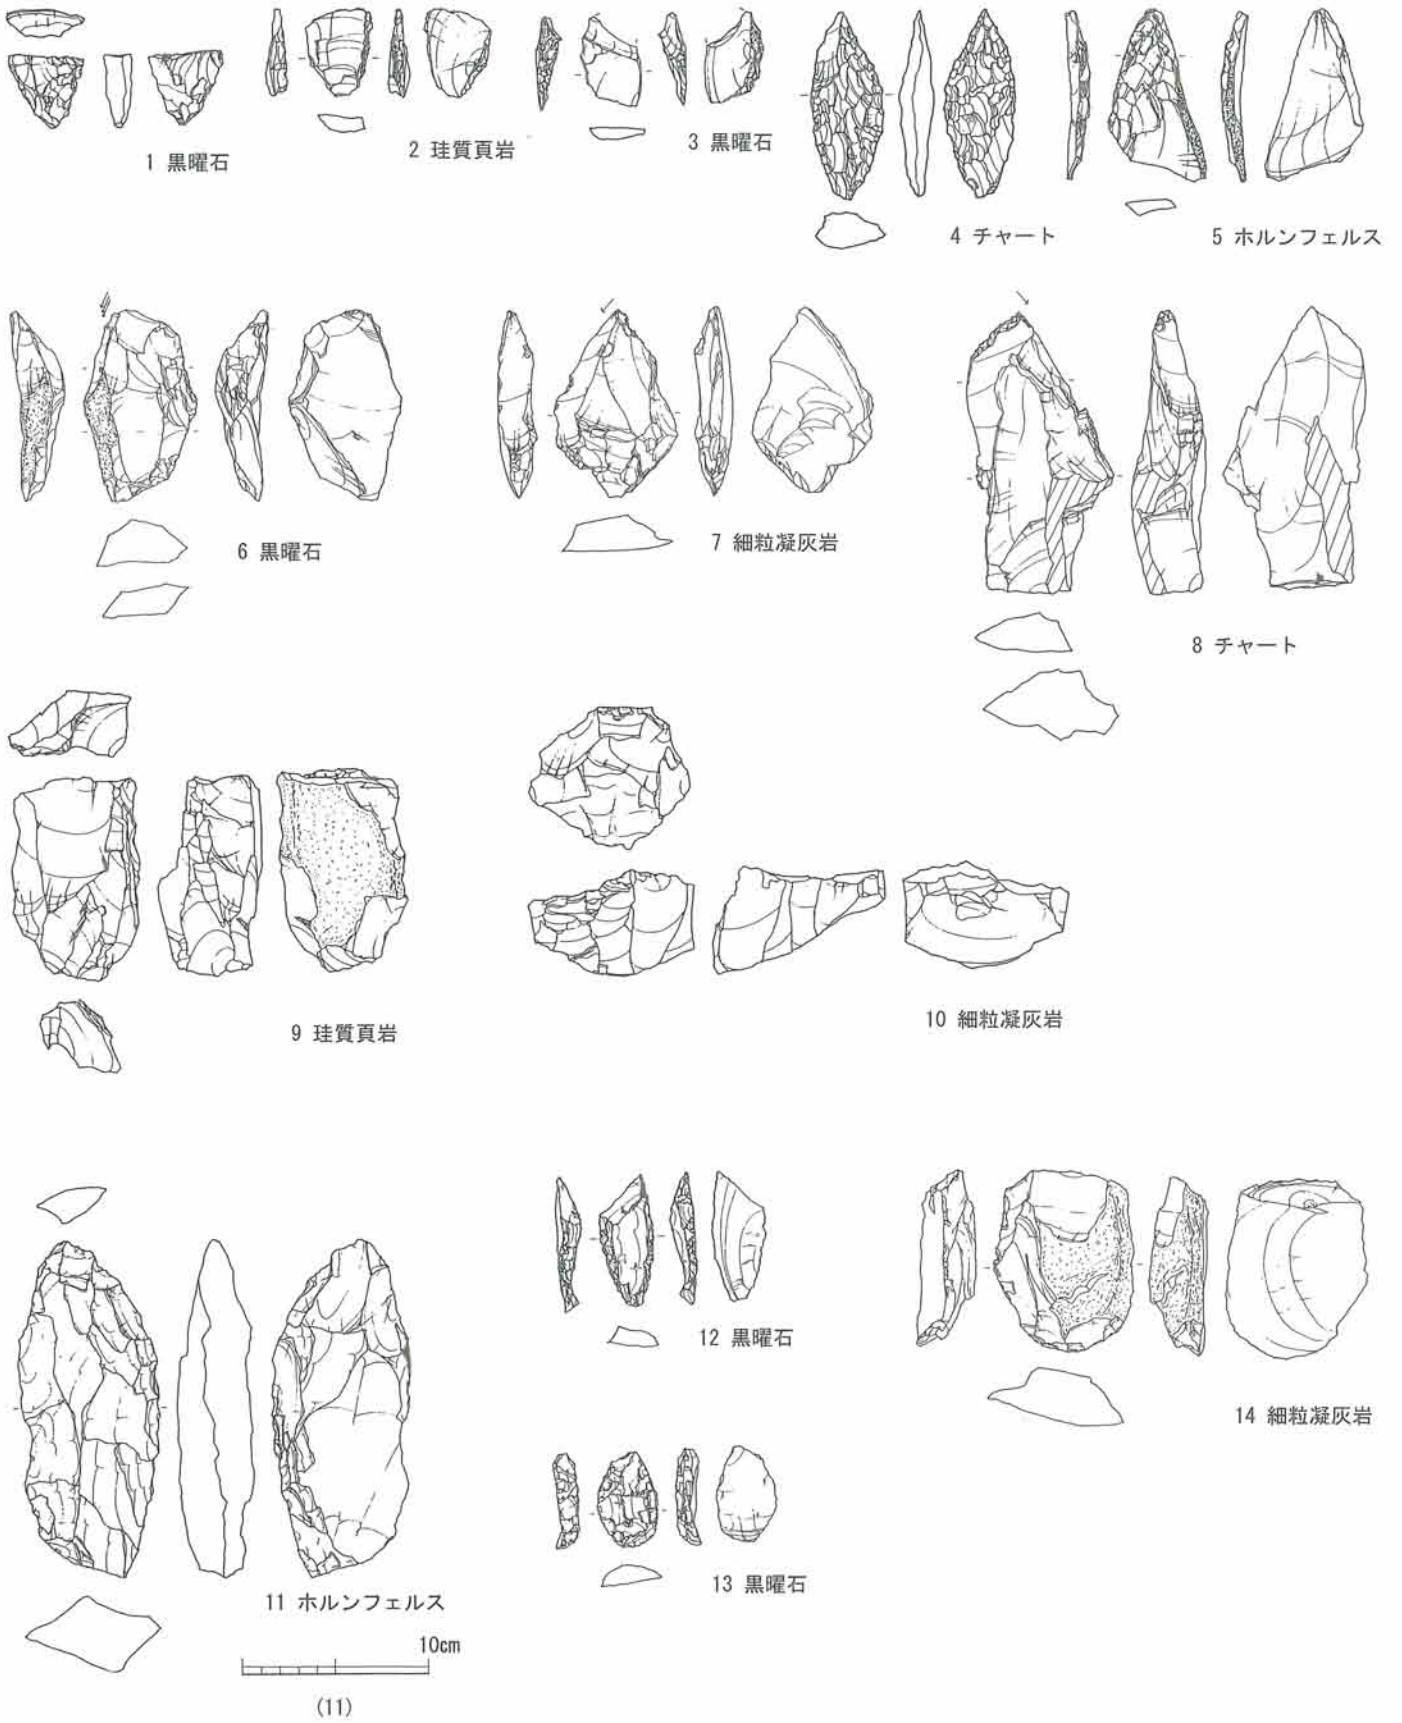 1 黒曜石
2 珪質頁岩
3 黒曜石
4 チャート
5 ホルンフェルス
6 黒曜石
7 細粒凝灰岩
8 チャート
9 珪質頁岩
10 細粒凝灰岩
11 ホルンフェルス
12 黒曜石
13 黒曜石
14 細粒凝灰岩
10cm
(11)